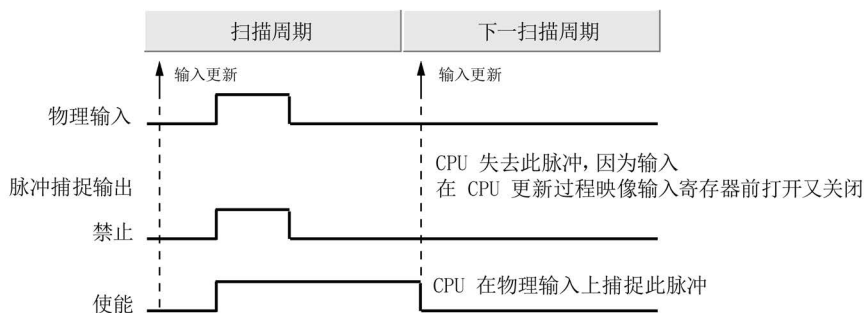 扫描周期 下一扫描周期
输入更新 输入更新
物理输入
CPU 失去此脉冲,因为输入
脉冲捕捉输出 在 CPU 更新过程映像输入寄存器前打开又关闭
禁止
CPU 在物理输入上捕捉此脉冲
使能